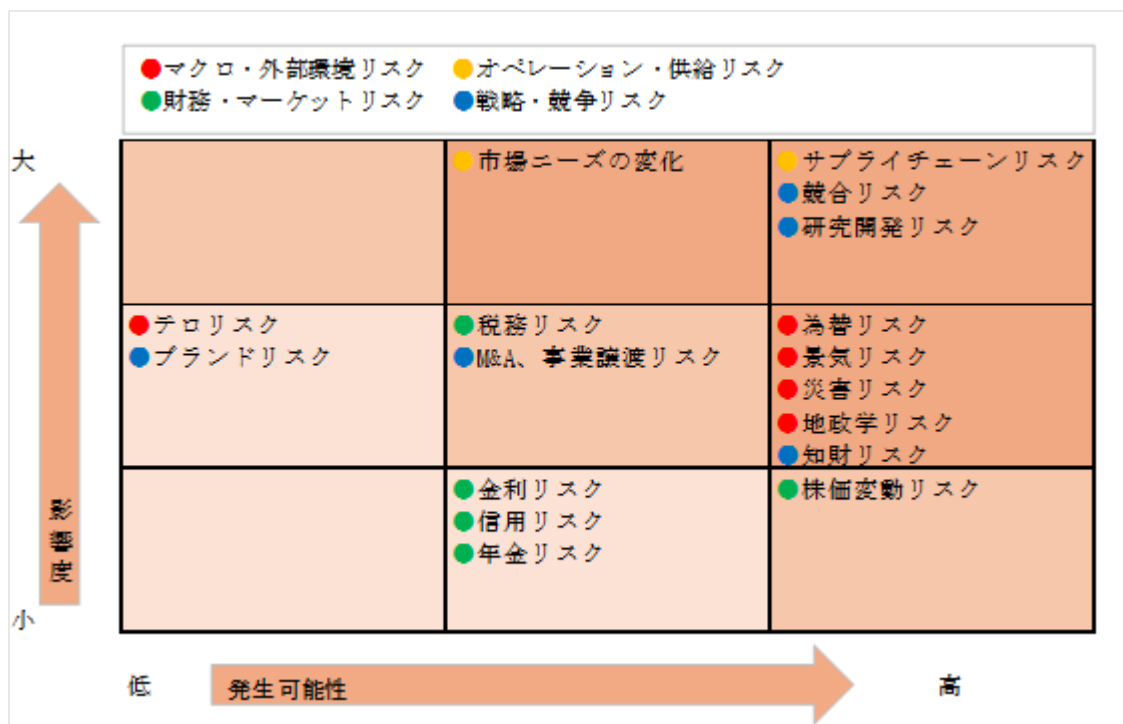 ●マクロ・外部環境リスク ●オペレーション・供給リスク
●財務・マーケットリスク ●戦略・競争リスク
大
●市場ニーズの変化
●サプライチェーンリスク
●競合リスク
●研究開発リスク
●テロリスク
●ブランドリスク
●税務リスク
●M&A、事業譲渡リスク
●為替リスク
●景気リスク
●災害リスク
●地政学リスク
●知財リスク
影響度
●金利リスク
●信用リスク
●年金リスク
●株価変動リスク
小
低
発生可能性
高